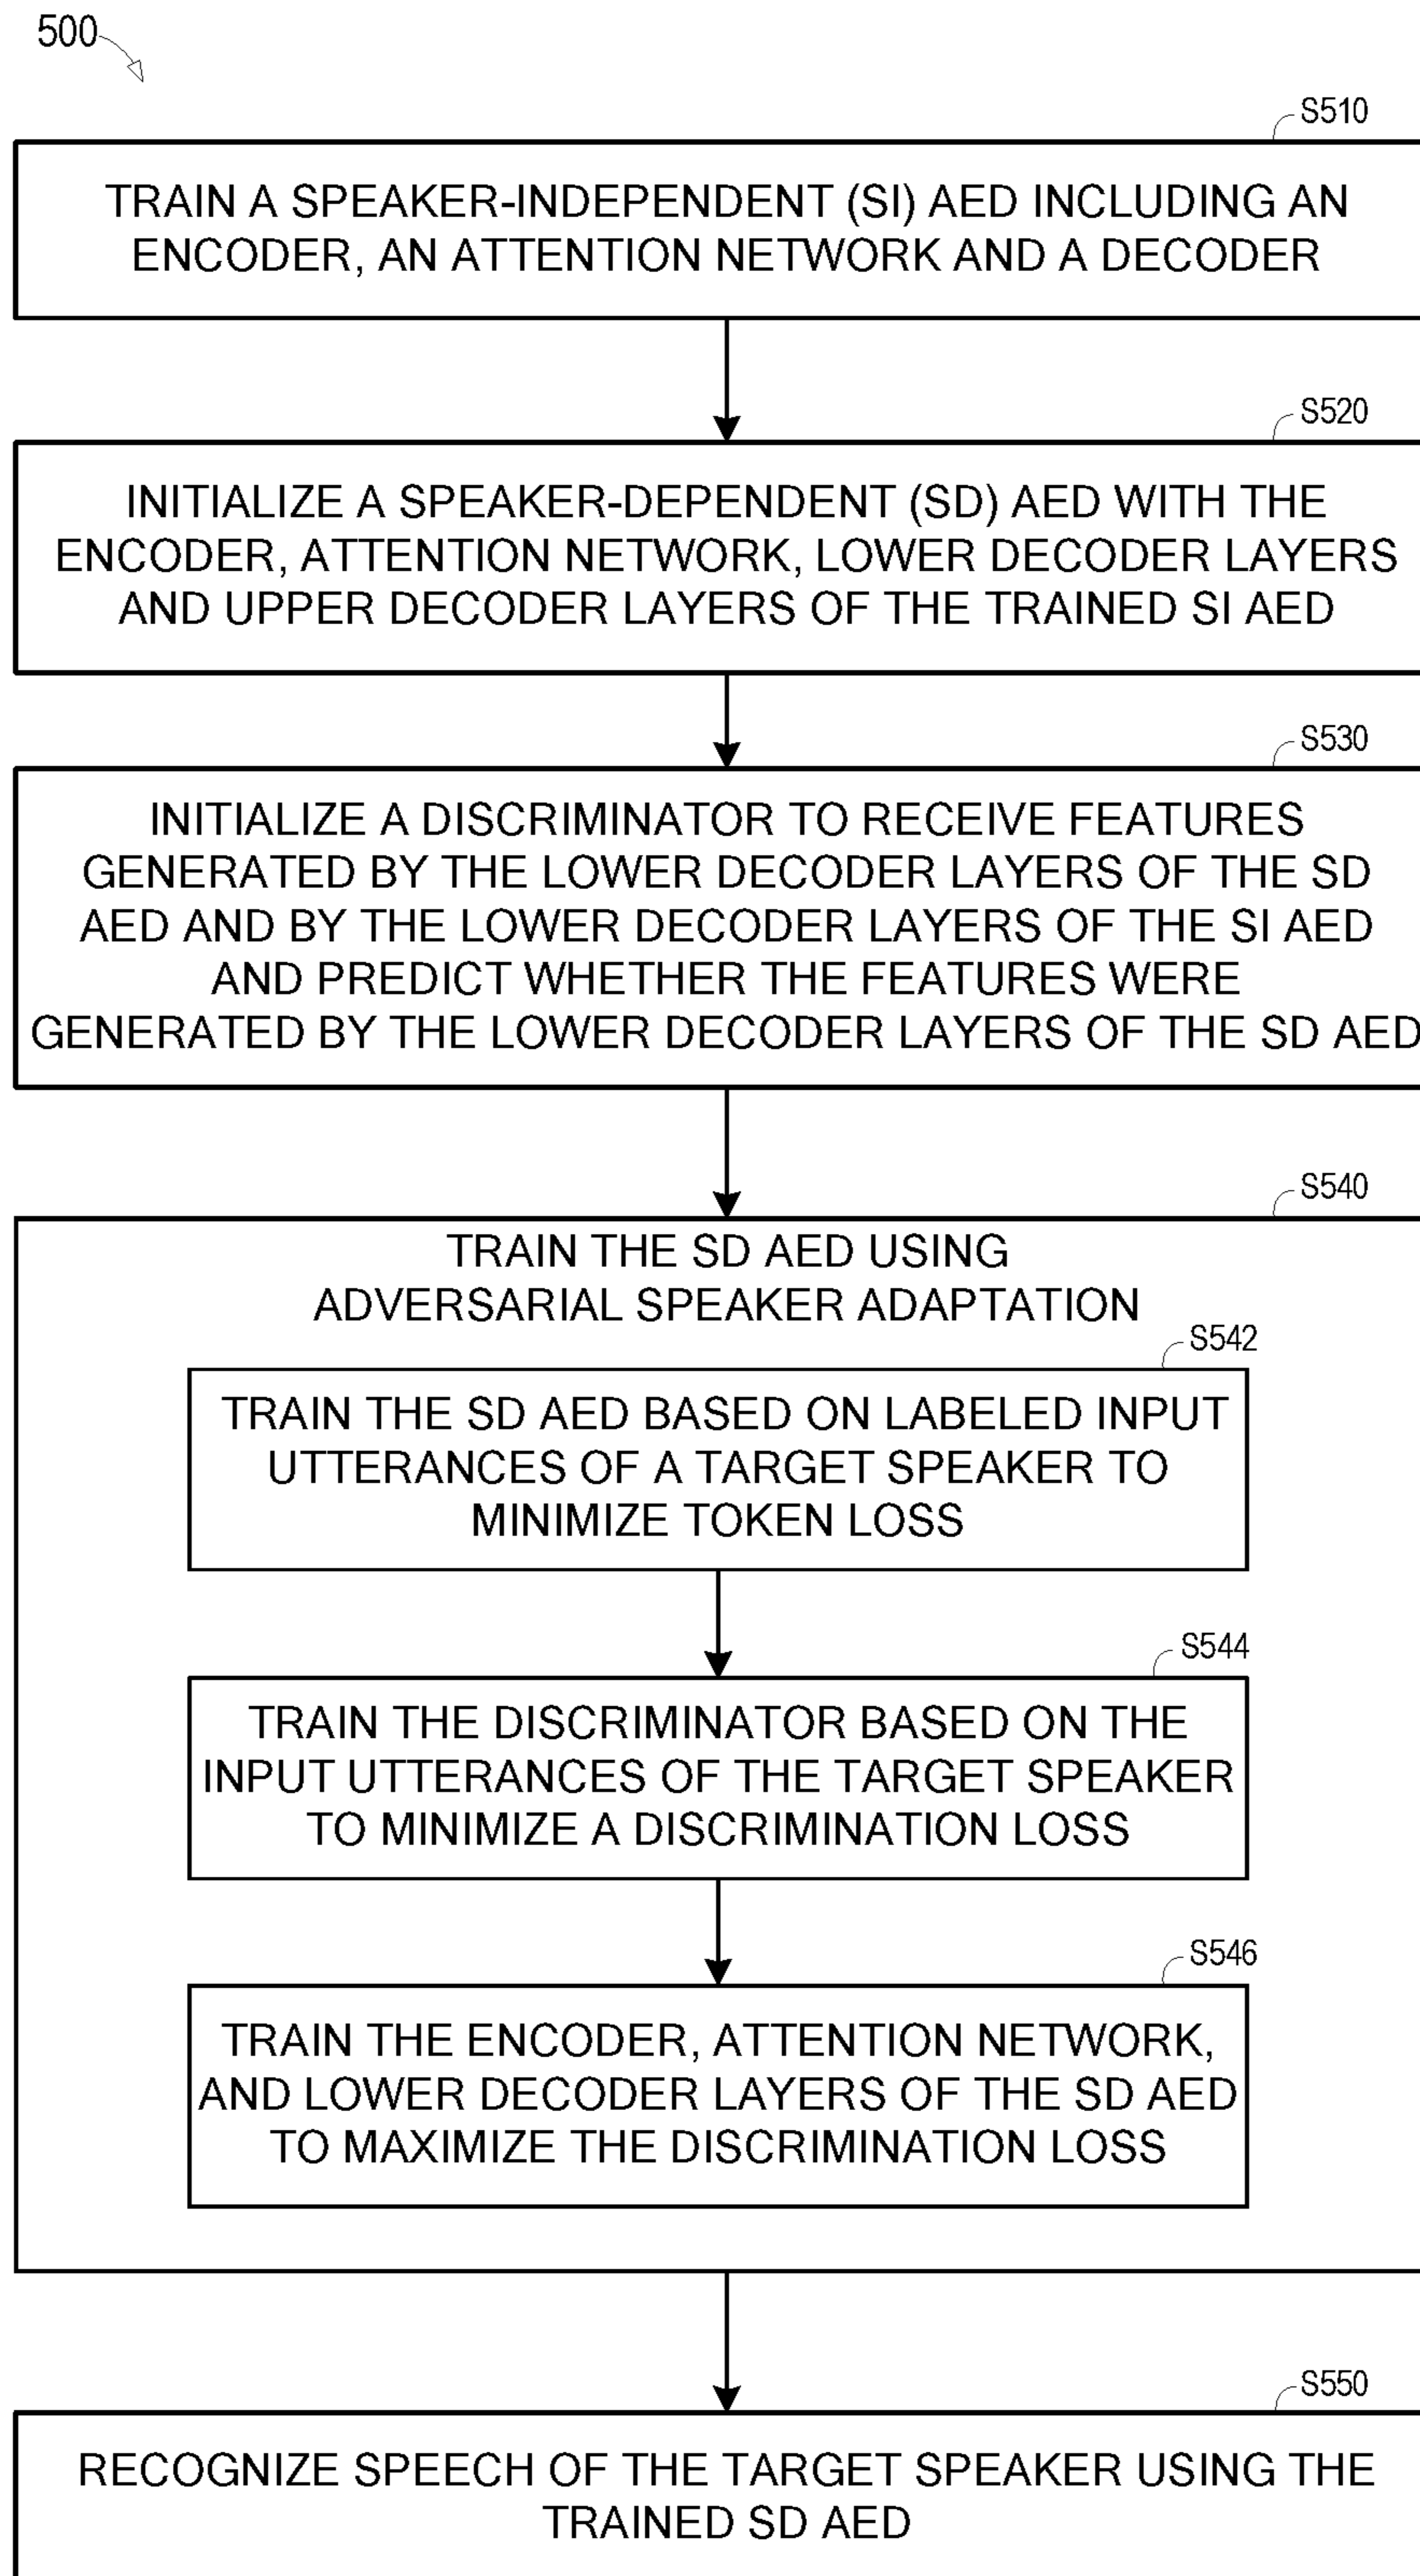 500
S510
TRAIN A SPEAKER-INDEPENDENT (SI) AED INCLUDING AN
ENCODER, AN ATTENTION NETWORK AND A DECODER
S520
INITIALIZE A SPEAKER-DEPENDENT (SD) AED WITH THE
ENCODER, ATTENTION NETWORK, LOWER DECODER LAYERS
AND UPPER DECODER LAYERS OF THE TRAINED SI AED
S530
INITIALIZE A DISCRIMINATOR TO RECEIVE FEATURES
GENERATED BY THE LOWER DECODER LAYERS OF THE SD
AED AND BY THE LOWER DECODER LAYERS OF THE SI AED
AND PREDICT WHETHER THE FEATURES WERE
GENERATED BY THE LOWER DECODER LAYERS OF THE SD AED
S540
TRAIN THE SD AED USING
ADVERSARIAL SPEAKER ADAPTATION
S542
TRAIN THE SD AED BASED ON LABELED INPUT
UTTERANCES OF A TARGET SPEAKER TO
MINIMIZE TOKEN LOSS
S544
TRAIN THE DISCRIMINATOR BASED ON THE
INPUT UTTERANCES OF THE TARGET SPEAKER
TO MINIMIZE A DISCRIMINATION LOSS
S546
TRAIN THE ENCODER, ATTENTION NETWORK,
AND LOWER DECODER LAYERS OF THE SD AED
TO MAXIMIZE THE DISCRIMINATION LOSS
S550
RECOGNIZE SPEECH OF THE TARGET SPEAKER USING THE
TRAINED SD AED